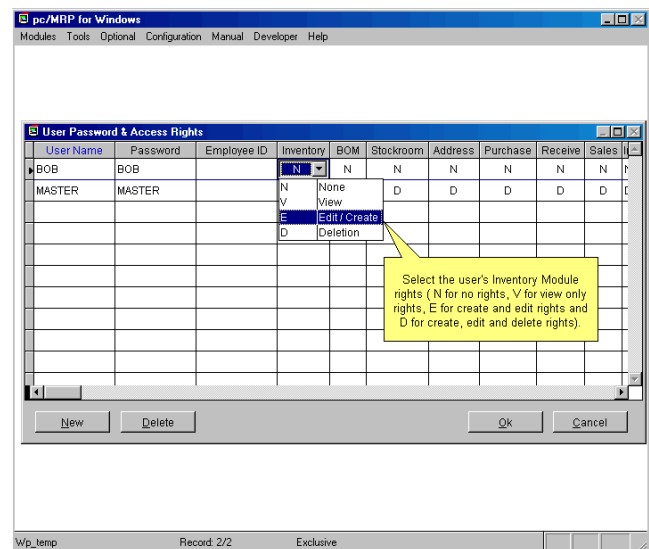 pc/MRP for Windows
Modules Tools Optional Configuration Manual Developer Help
User Password & Access Rights
User Name Password Employee ID Inventory BOM Stockroom Address Purchase Receive Sales
BOB BOB N N N N N N N
MASTER MASTER D D D D D
N None
V View
E Edit / Create
D Deletion
Select the user's Inventory Module
rights ( N for no rights, V for view only
rights, E for create and edit rights and
D for create, edit and delete rights).
New Delete Ok Cancel
Wp_temp Record: 2/2 Exclusive